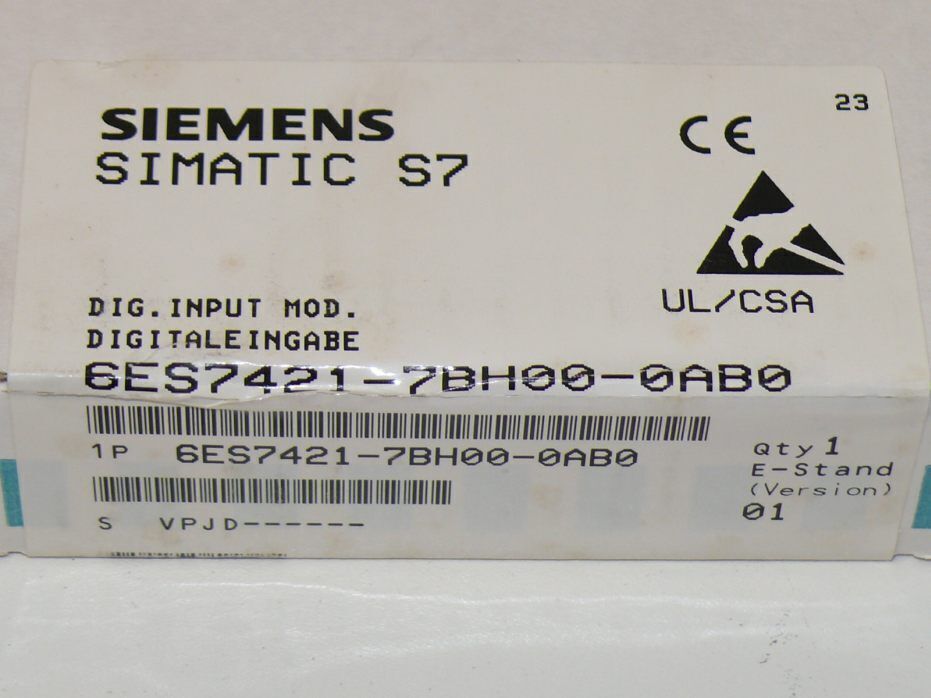 23
SIEMENS
SIMATIC S7
CE
UL/CSA
DIG.INPUT MOD.
DIGITALEINGABE
6ES7421-7BH00-0AB0
1P 6ES7421-7BH00-0AB0
Qty 1
E-Stand
(Version)
01
S VPJD------